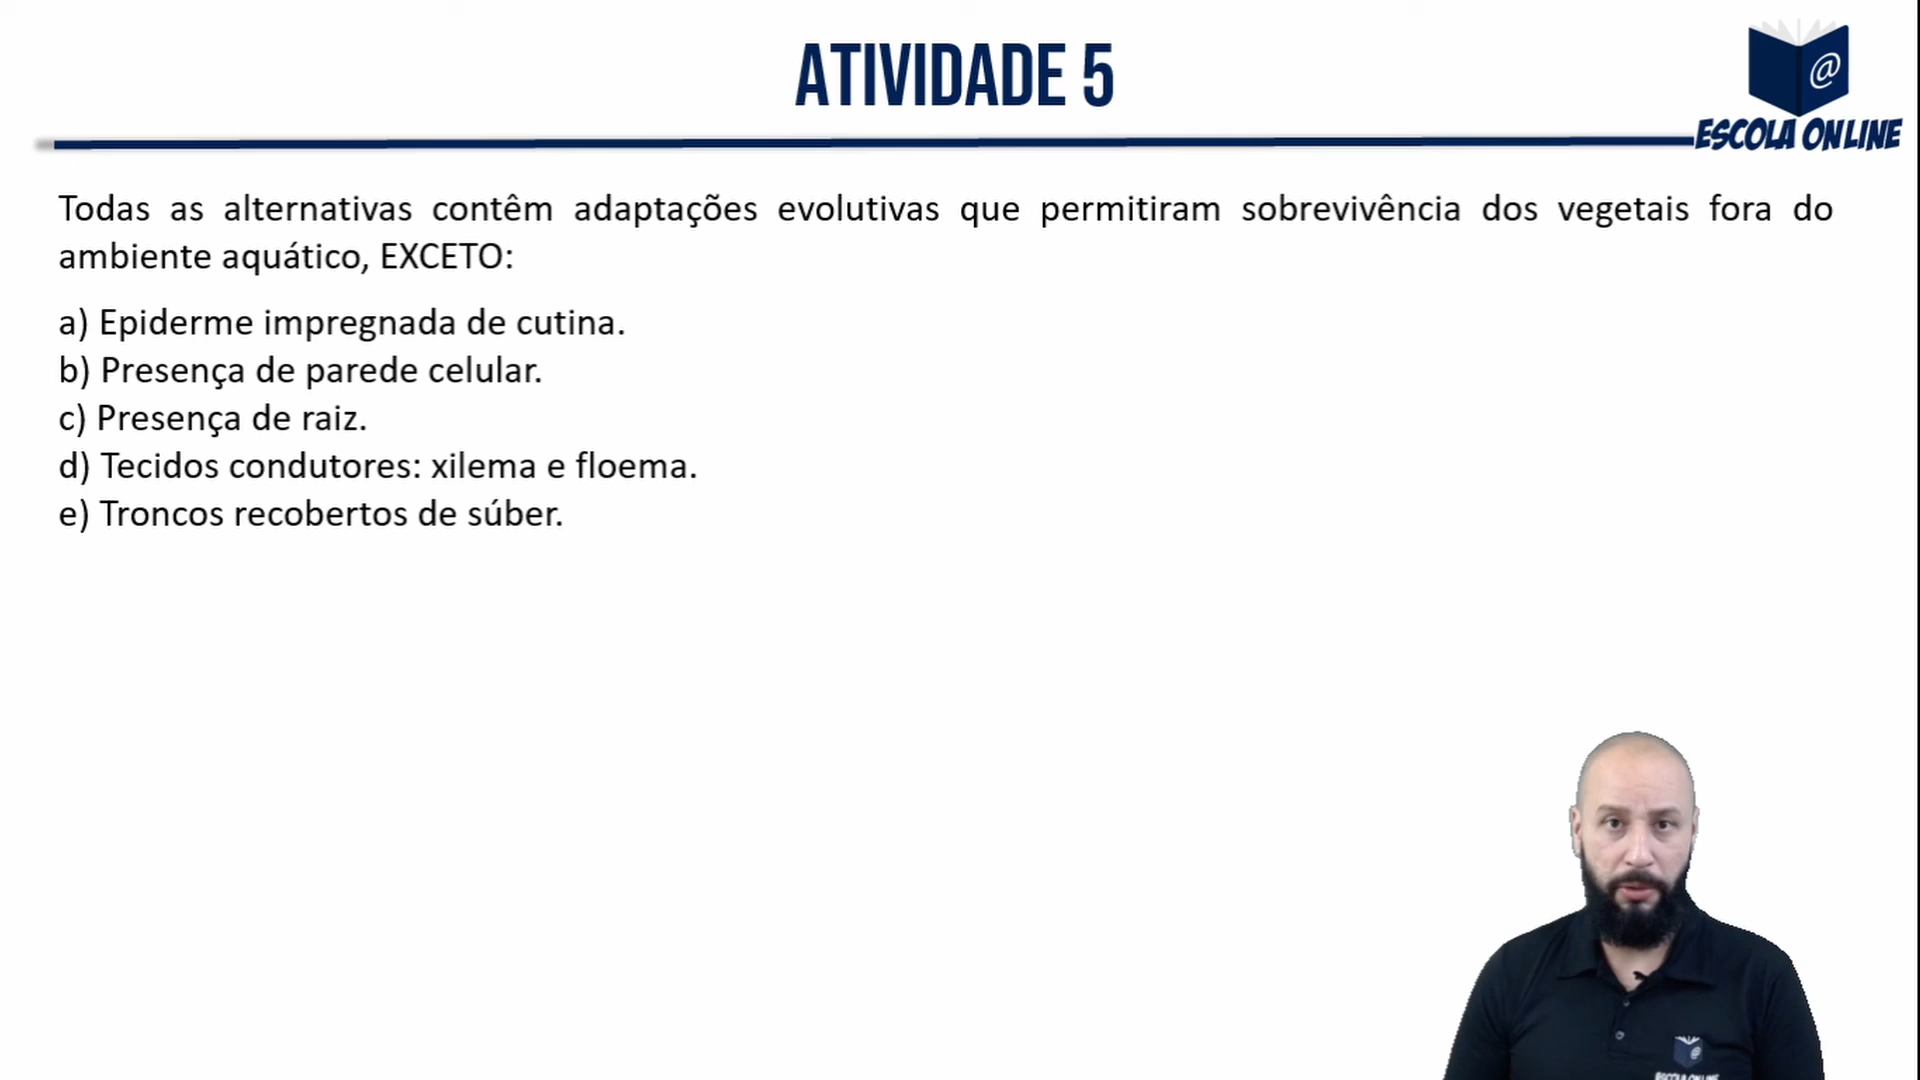 ATIVIDADE 5
@
ESCOLA ONLINE
Todas as alternativas contêm adaptações evolutivas que permitiram sobrevivência dos vegetais fora do
ambiente aquático, EXCETO:
a) Epiderme impregnada de cutina.
b) Presença de parede celular.
c) Presença de raiz.
d) Tecidos condutores: xilema e floema.
e) Troncos recobertos de súber.
@
ESCOLA ONLINE